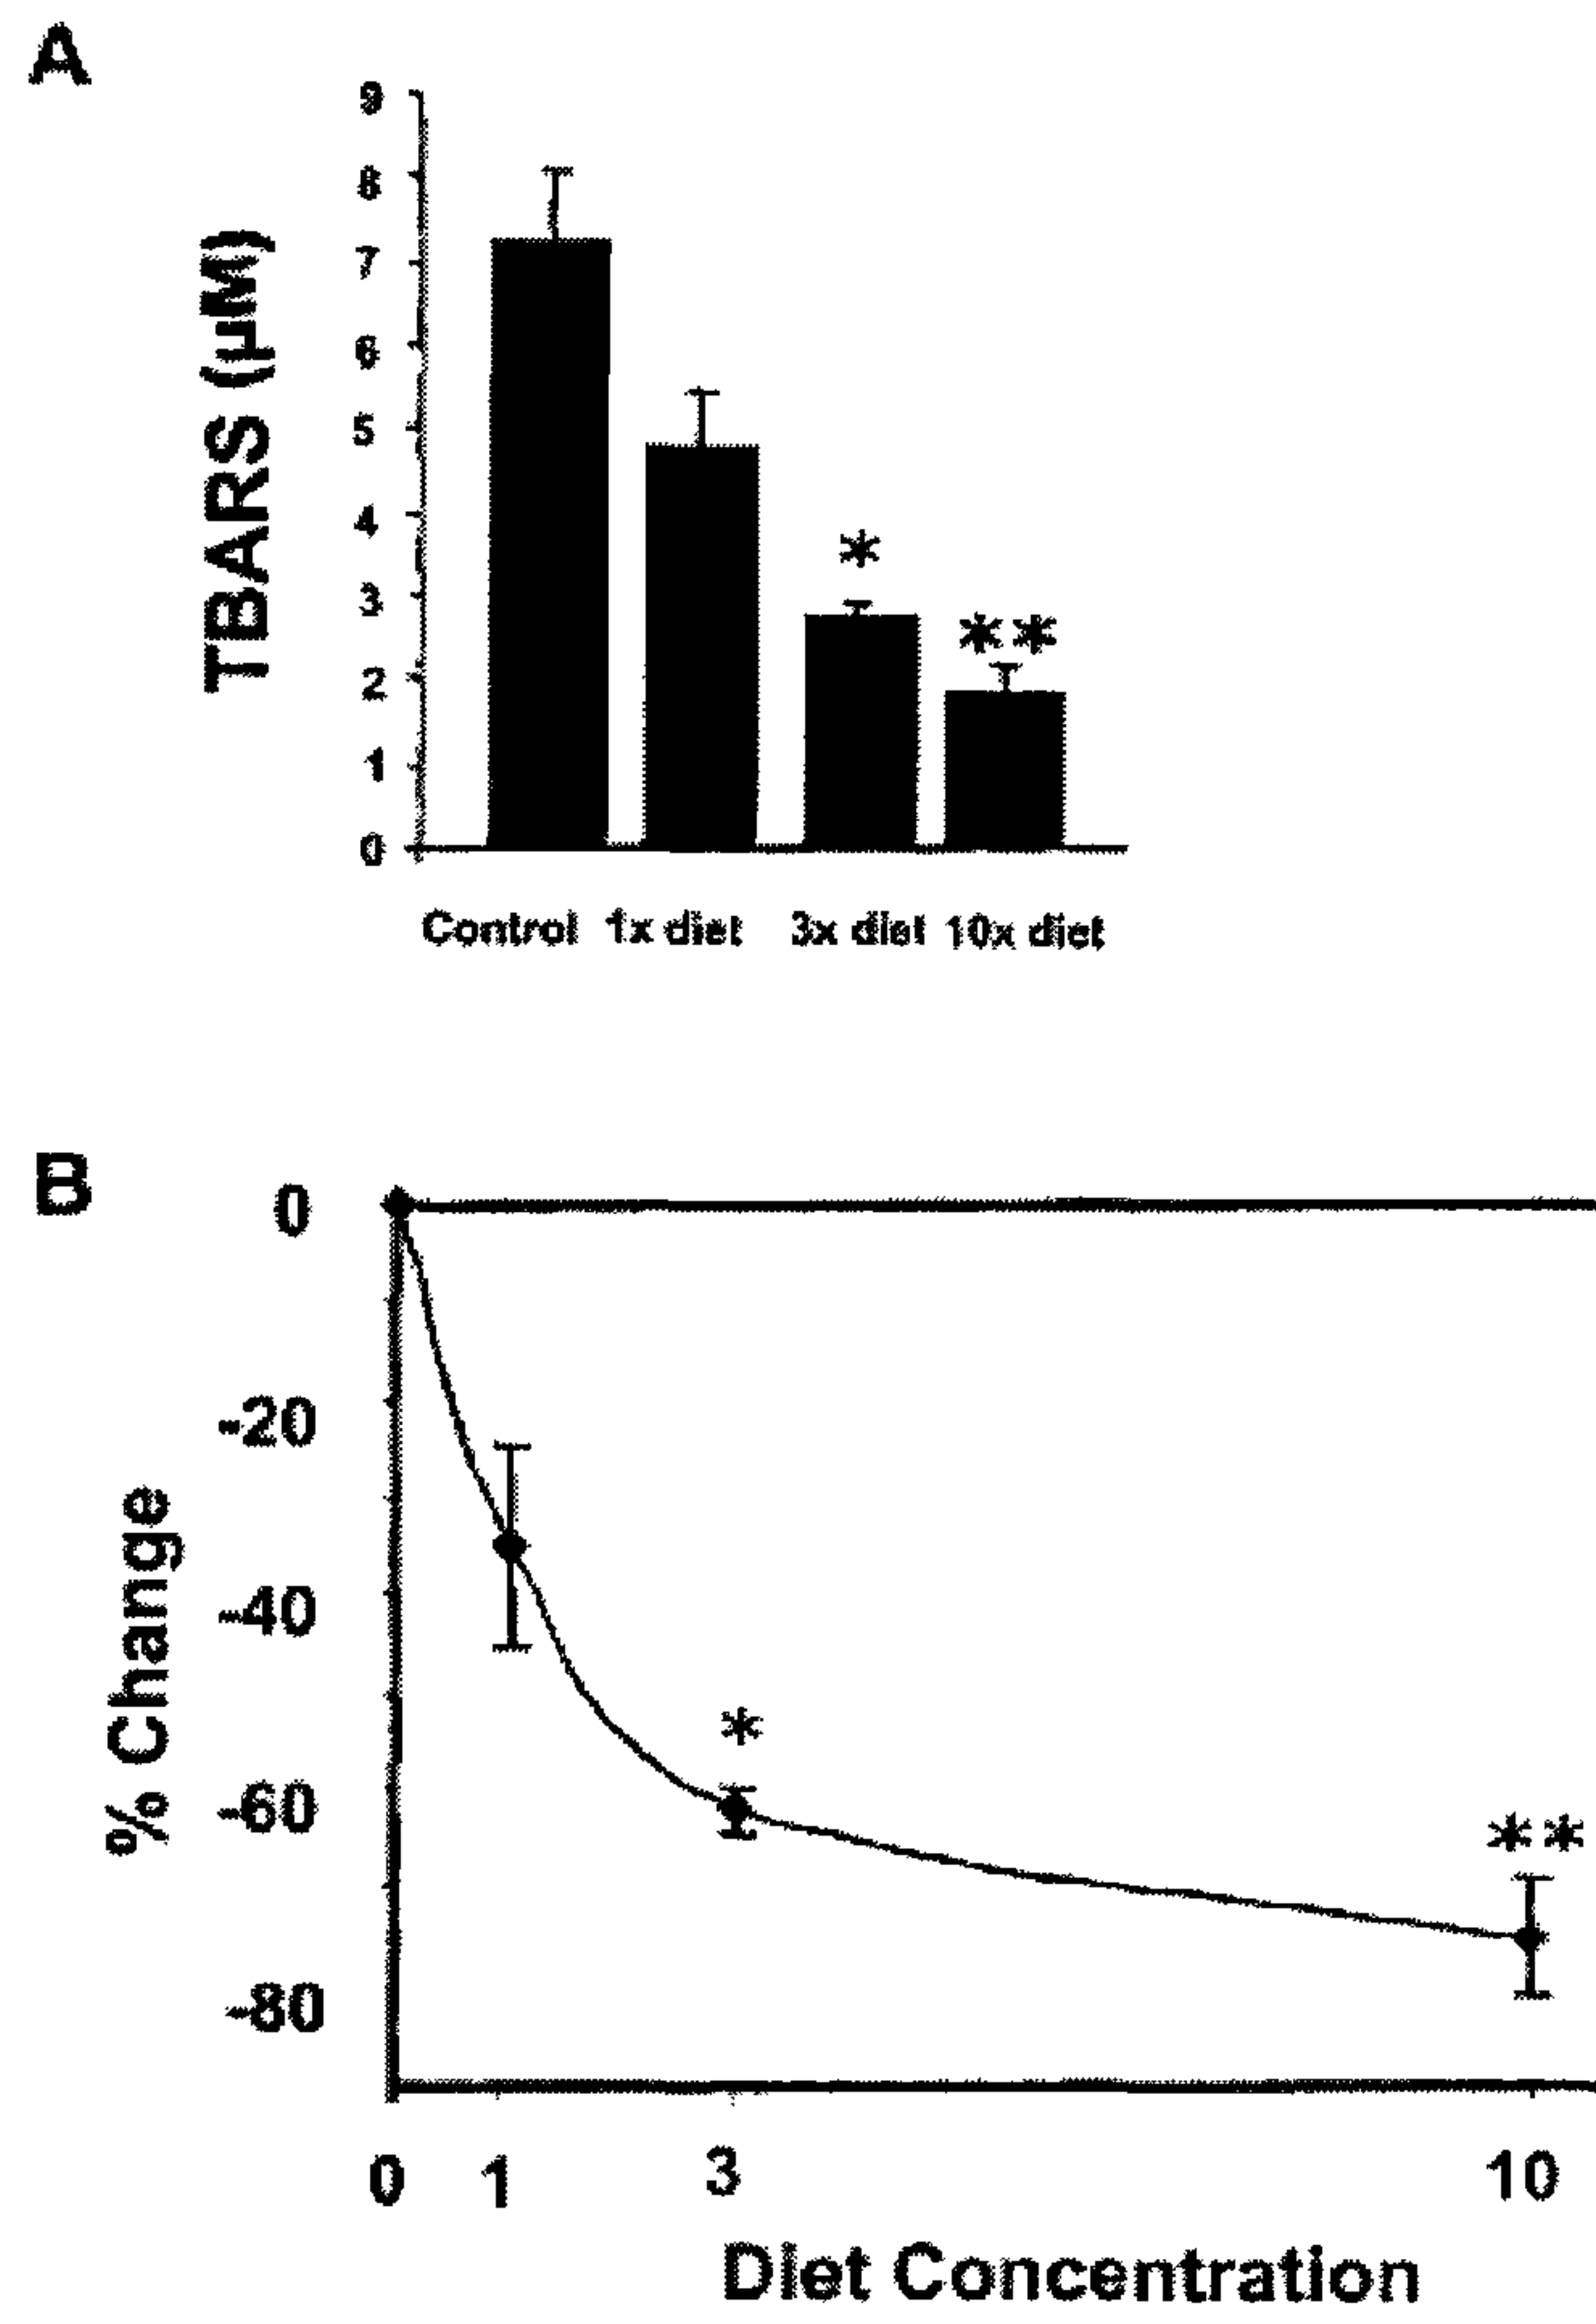 A
TBARS (µM)
9
8
7
6
5
4
3
2
1
0
*
**
Control 1x diet 3x diet 10x diet
B
% Change
0
-20
-40
-60
-80
*
**
0 1 3 10
Diet Concentration